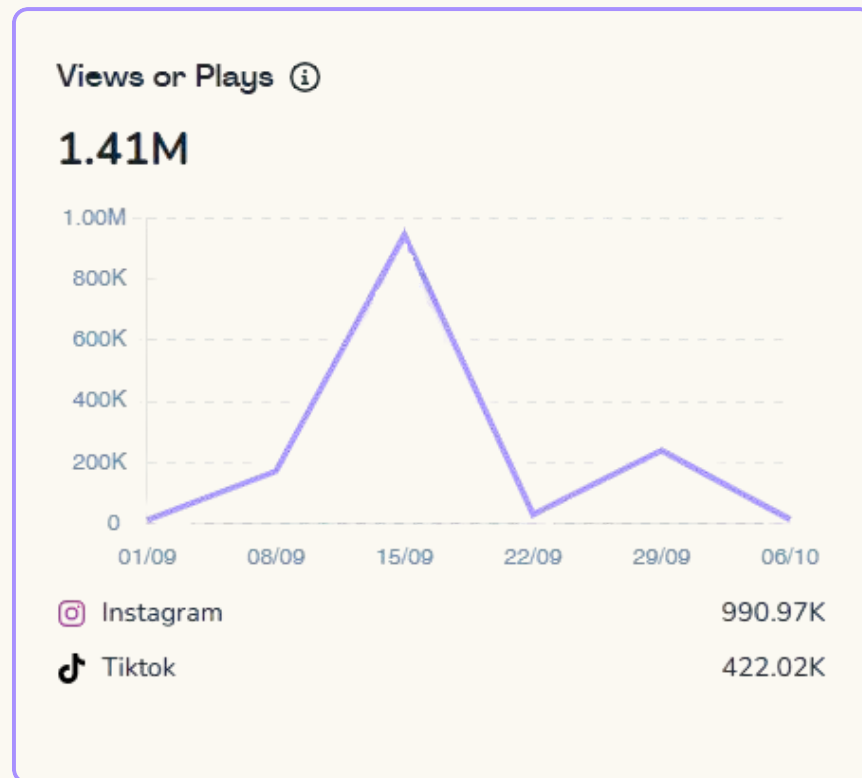 Views or Plays
1.41M
1.00M
800K
600K
400K
200K
0
01/09 08/09 15/09 22/09 29/09 06/10
Instagram 990.97K
Tiktok 422.02K